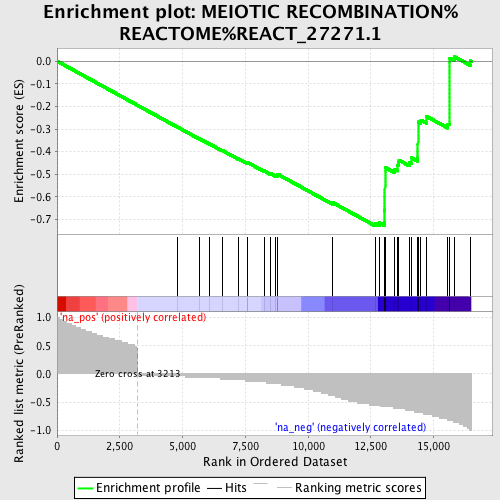 Enrichment plot: MEIOTIC RECOMBINATION%
REACTOME%REACT_27271.1
Enrichment score (ES)
0.0
-0.1
-0.2
-0.3
-0.4
-0.5
-0.6
-0.7
Ranked list metric (PreRanked)
1.0
0.5
0.0
-0.5
-1.0
'na_pos' (positively correlated)
Zero cross at 3213
'na_neg' (negatively correlated)
0
2,500
5,000
7,500
10,000
12,500
15,000
Rank in Ordered Dataset
Enrichment profile
Hits
Ranking metric scores